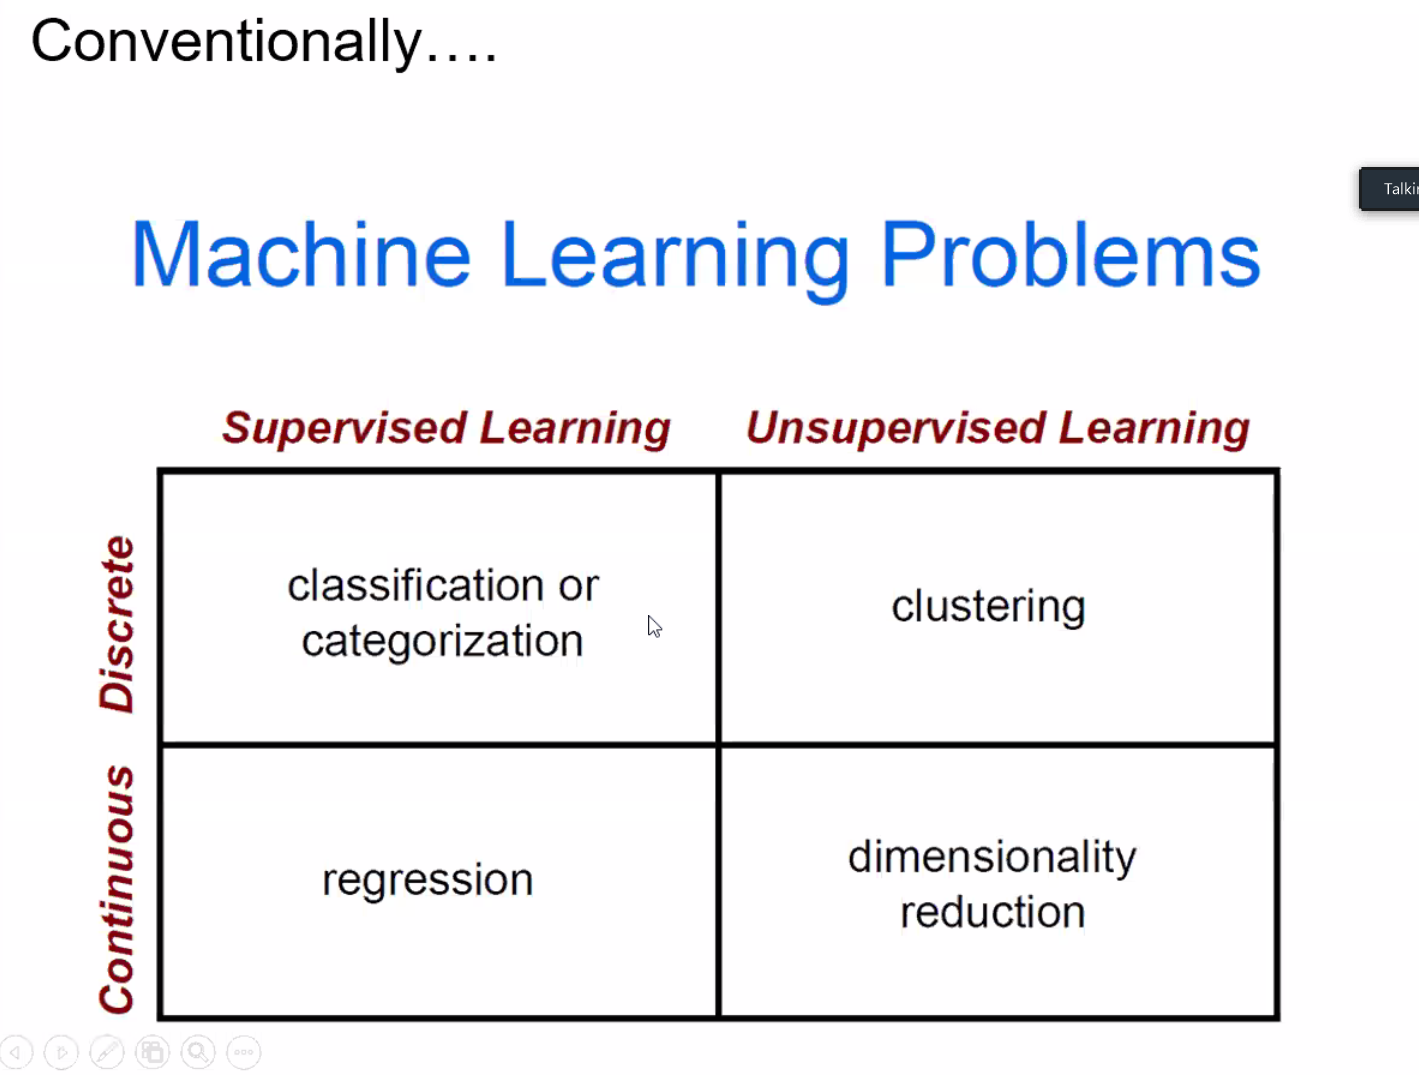 Conventionally....
Machine Learning Problems
Supervised Learning
Unsupervised Learning
Discrete
classification or
categorization
clustering
Continuous
regression
dimensionality
reduction